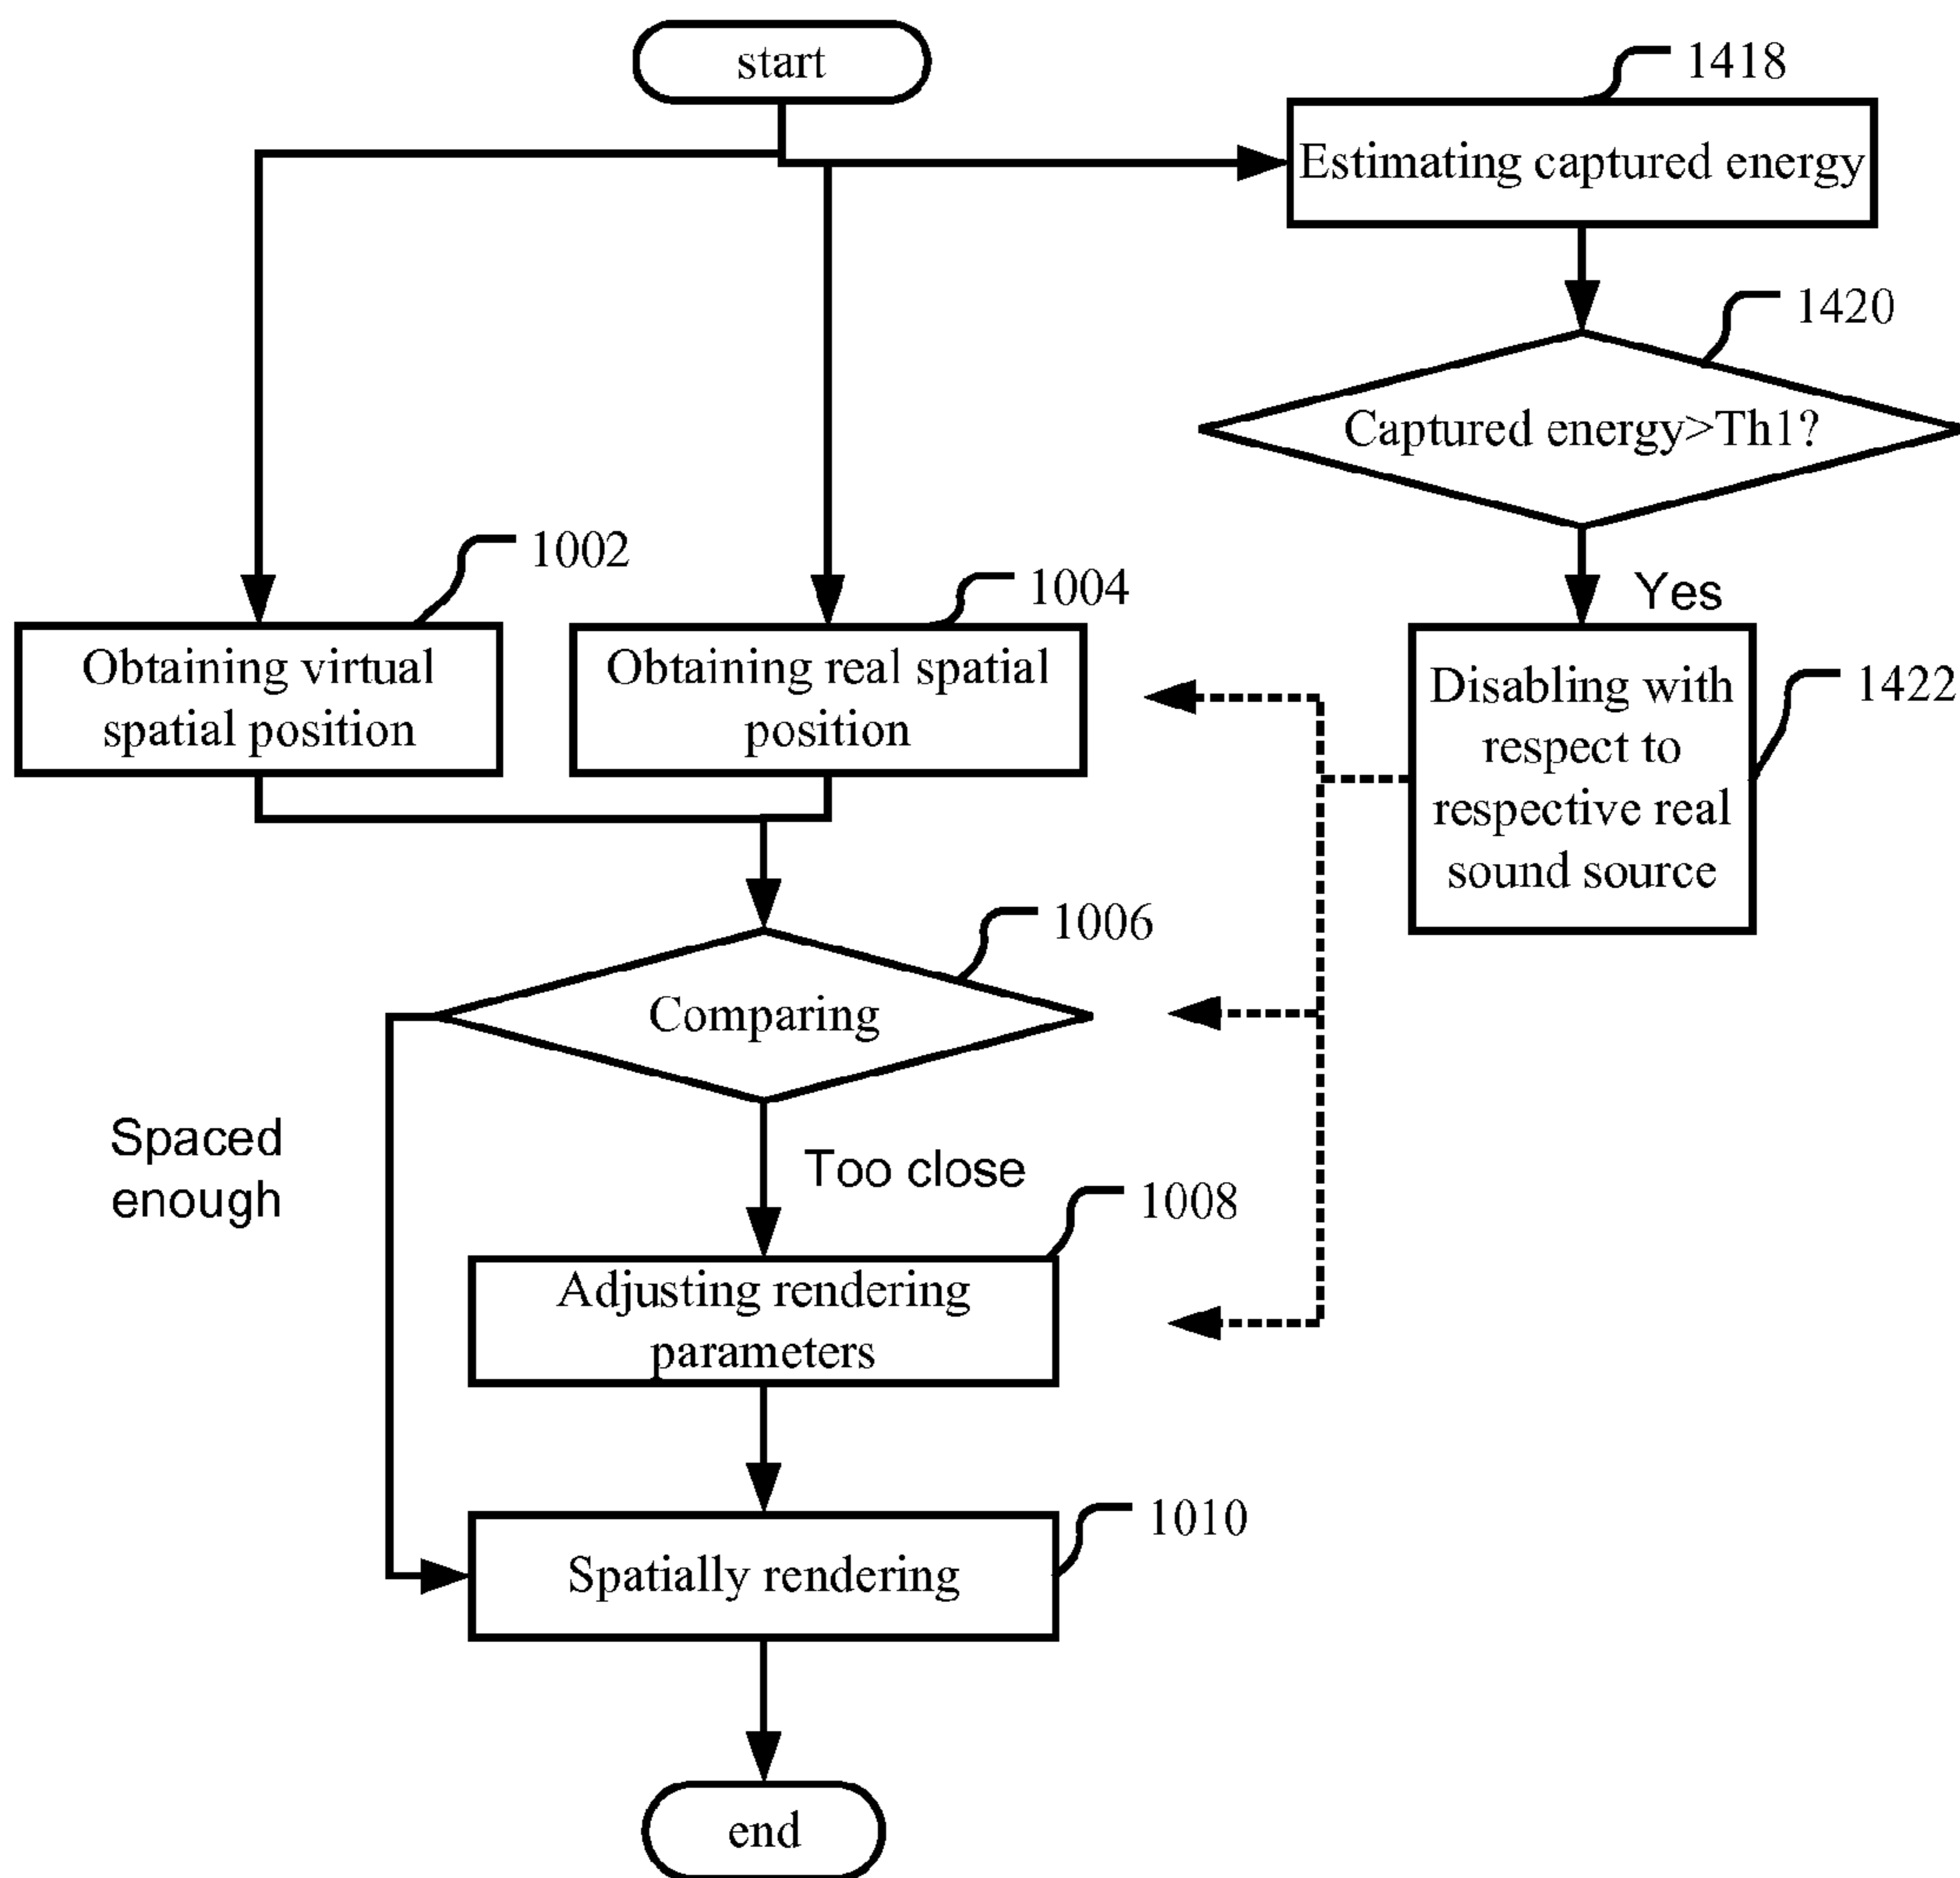 start
1418
Estimating captured energy
1420
Captured energy>Th1?
Yes
1002
1004
Obtaining virtual
spatial position
Obtaining real spatial
position
1422
Disabling with
respect to
respective real
sound source
1006
Comparing
Spaced
enough
Too close
1008
Adjusting rendering
parameters
1010
Spatially rendering
end